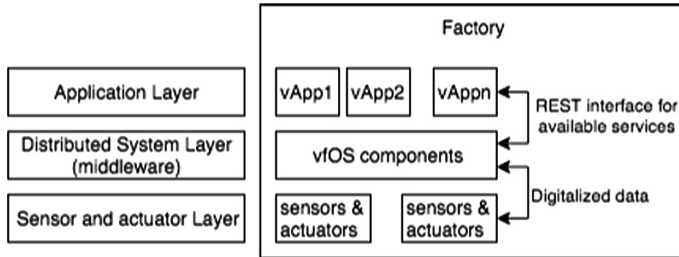 Factory
Application Layer
vApp1
vApp2
vAppn
REST interface for
available services
Distributed System Layer
(middleware)
vfOS components
Digitalized data
Sensor and actuator Layer
sensors &
actuators
sensors &
actuators